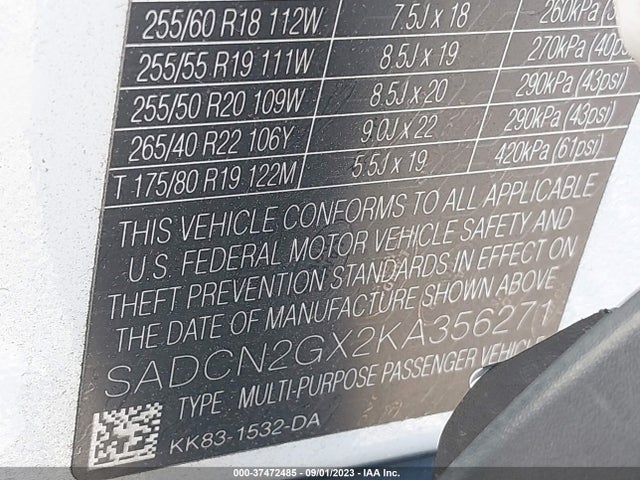 255/60 R18 112W 7.5J x 18 260kPa
255/55 R19 111W 8.5J x 19 270kPa (40psi
255/50 R20 109W 8.5J x 20 290kPa (43psi)
265/40 R22 106Y 9.0J x 22 290kPa (43psi)
T 175/80 R19 122M 5.5J x 19 420kPa (61psi)
THIS VEHICLE CONFORMS TO ALL APPLICABLE
U.S. FEDERAL MOTOR VEHICLE SAFETY AND
THEFT PREVENTION STANDARDS IN EFFECT ON
THE DATE OF MANUFACTURE SHOWN ABOVE
SADCN2GX2KA356271
TYPE MULTI-PURPOSE PASSENGER
KK83-1532-DA
000-37472485 - 09/01/2023 - IAA Inc.